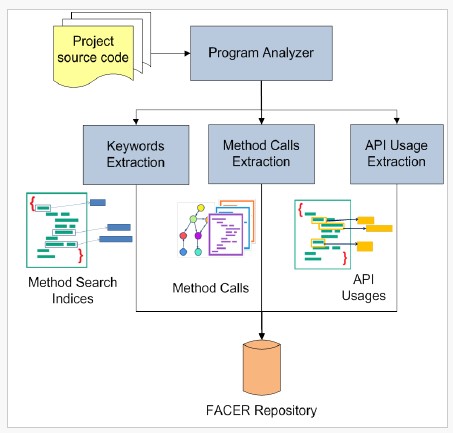 Project
source code
Program Analyzer
Keywords
Extraction
Method Calls
Extraction
API Usage
Extraction
Method Search
Indices
Method Calls
API
Usages
FACER Repository